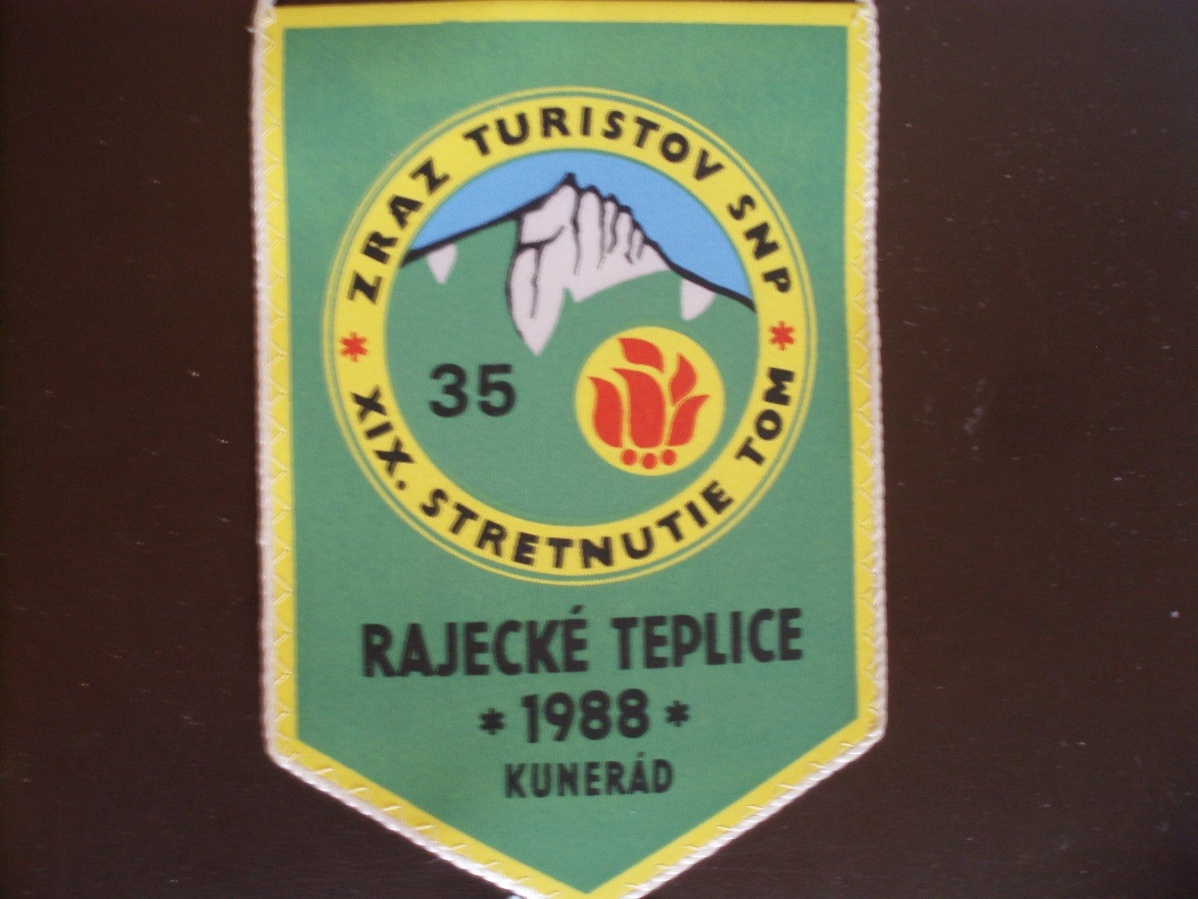 ZRAZ TURISTOV SNP
35
* XIX. STRETNUTIE TOM *
RAJECKÉ TEPLICE
* 1988 *
KUNERÁD